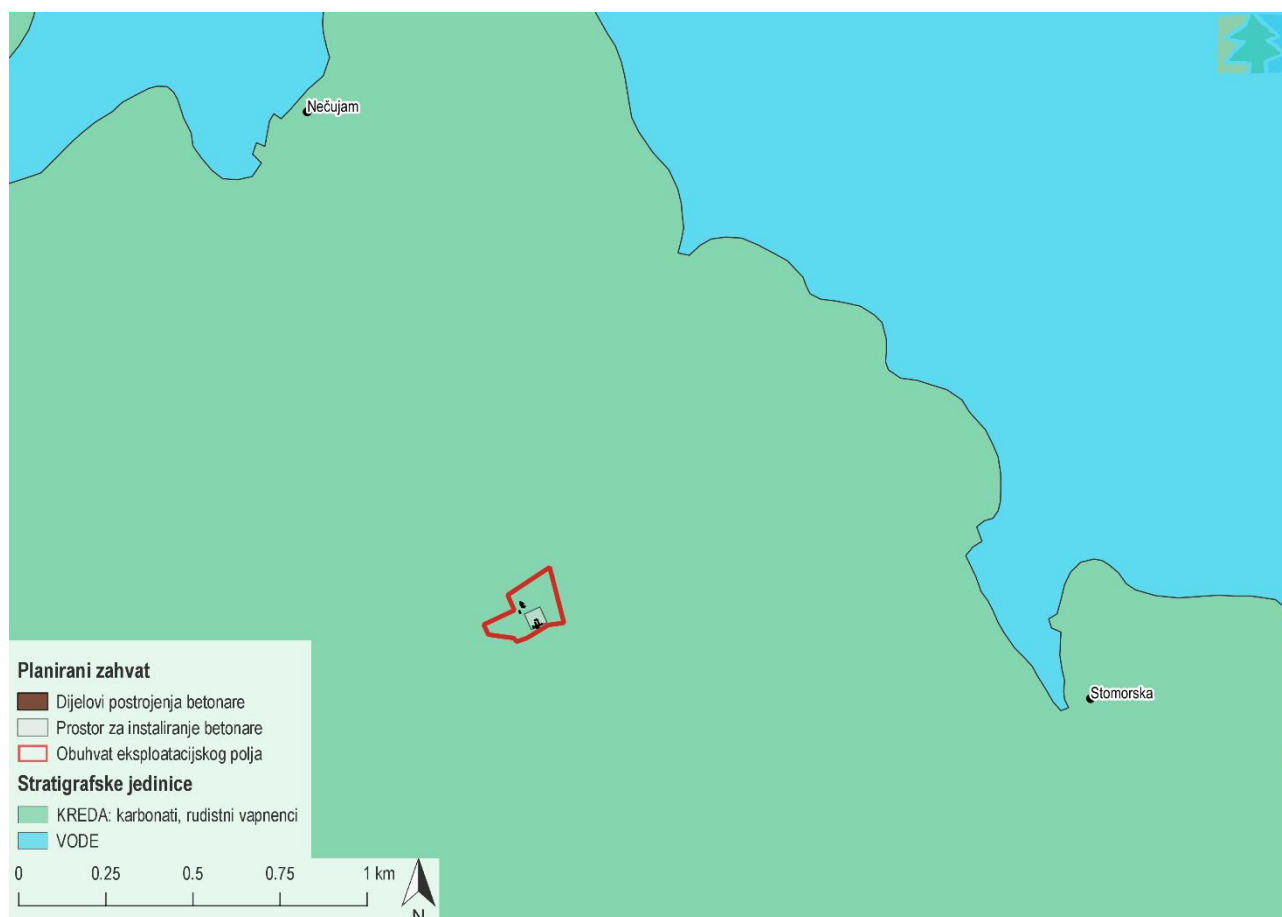 Nečujam
Stomorska
Planirani zahvat
Dijelovi postrojenja betonare
Prostor za instaliranje betonare
Obuhvat eksploatacijskog polja
Stratigrafske jedinice
KREDA: karbonati, rudistni vapnenci
VODE
0 0.25 0.5 0.75 1 km
N